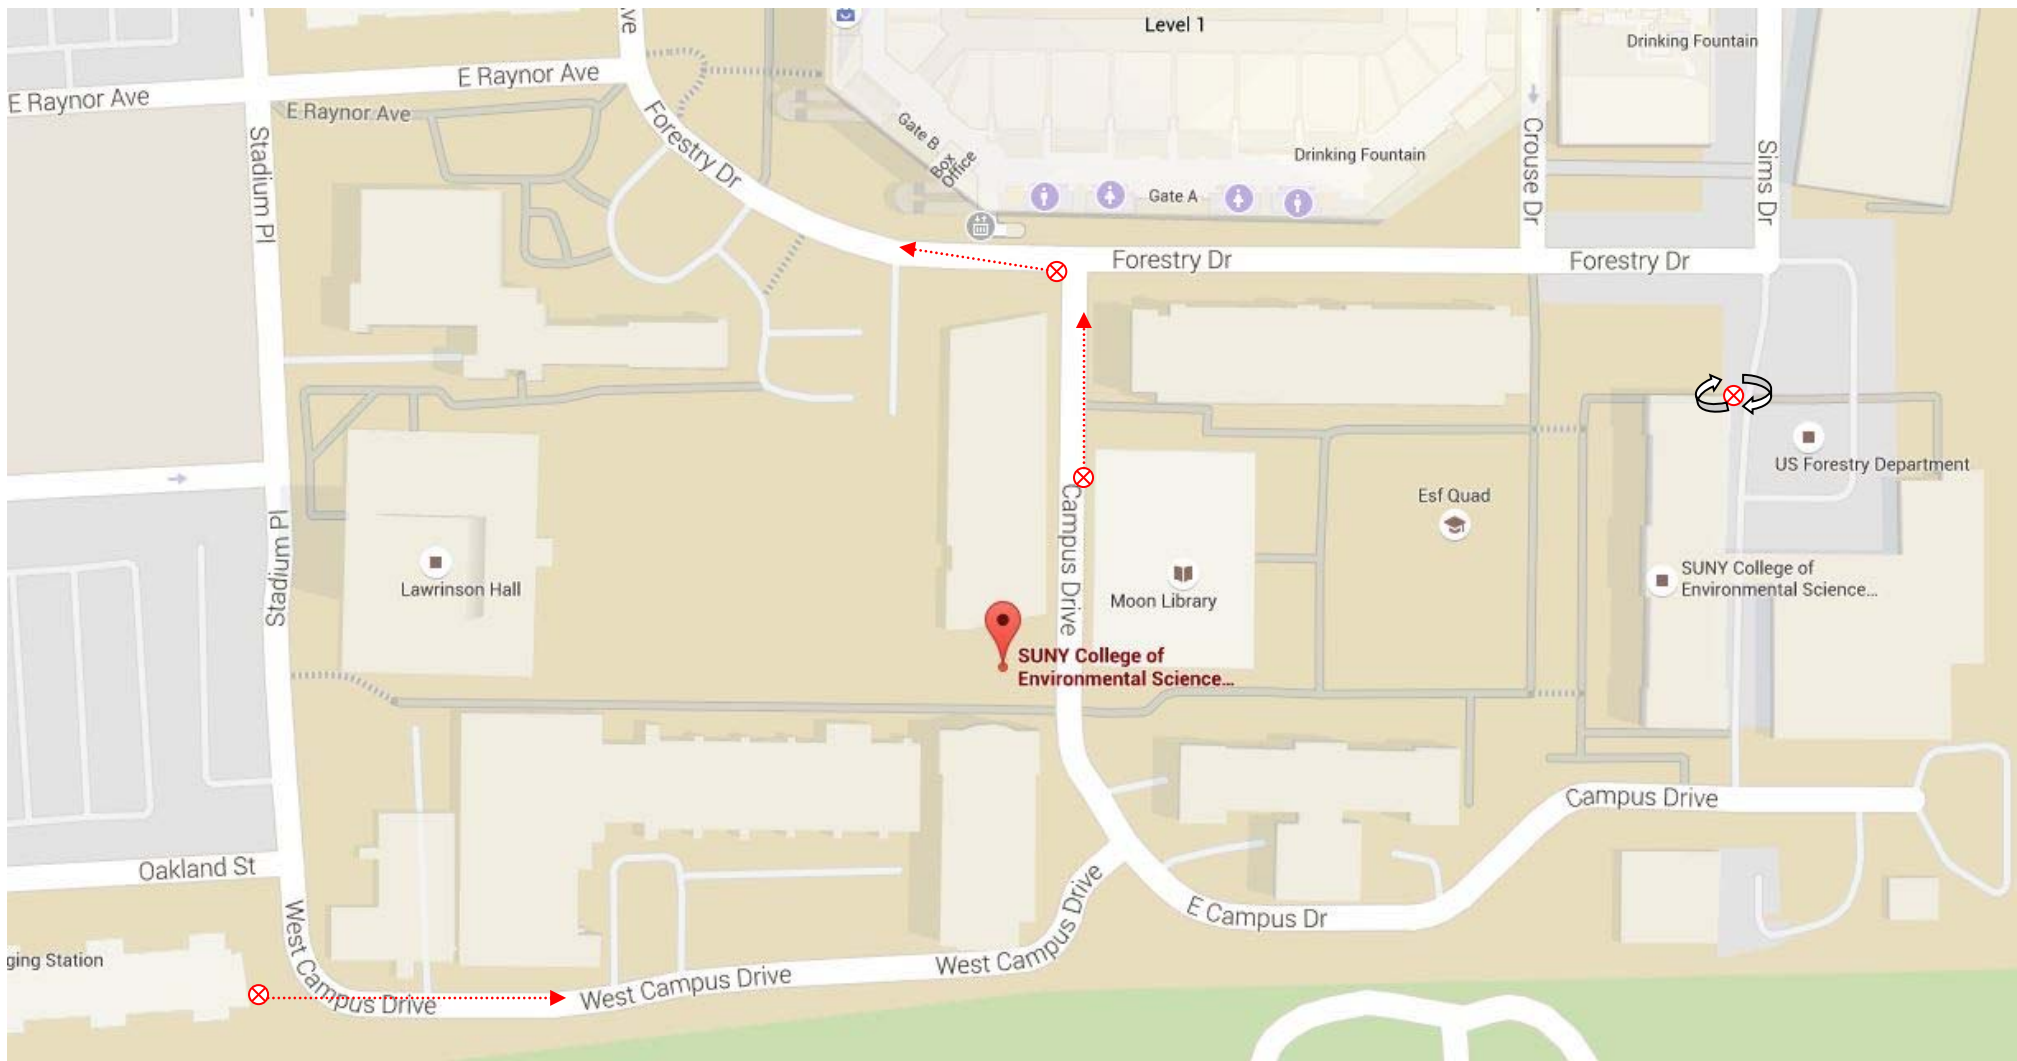 Level 1
Drinking Fountain
E Raynor Ave
E Raynor Ave
E Raynor Ave
Forestry Dr
Gate B
Box
Office
Drinking Fountain
Gate A
Crouse Dr
Sims Dr
Stadium Pl
Forestry Dr
Forestry Dr
US Forestry Department
Esf Quad
Campus Drive
Stadium Pl
Lawrinson Hall
Moon Library
SUNY College of
Environmental Science...
SUNY College of
Environmental Science...
Campus Drive
Oakland St
E Campus Dr
West Campus Drive
West Campus Drive
West Campus Drive
ging Station